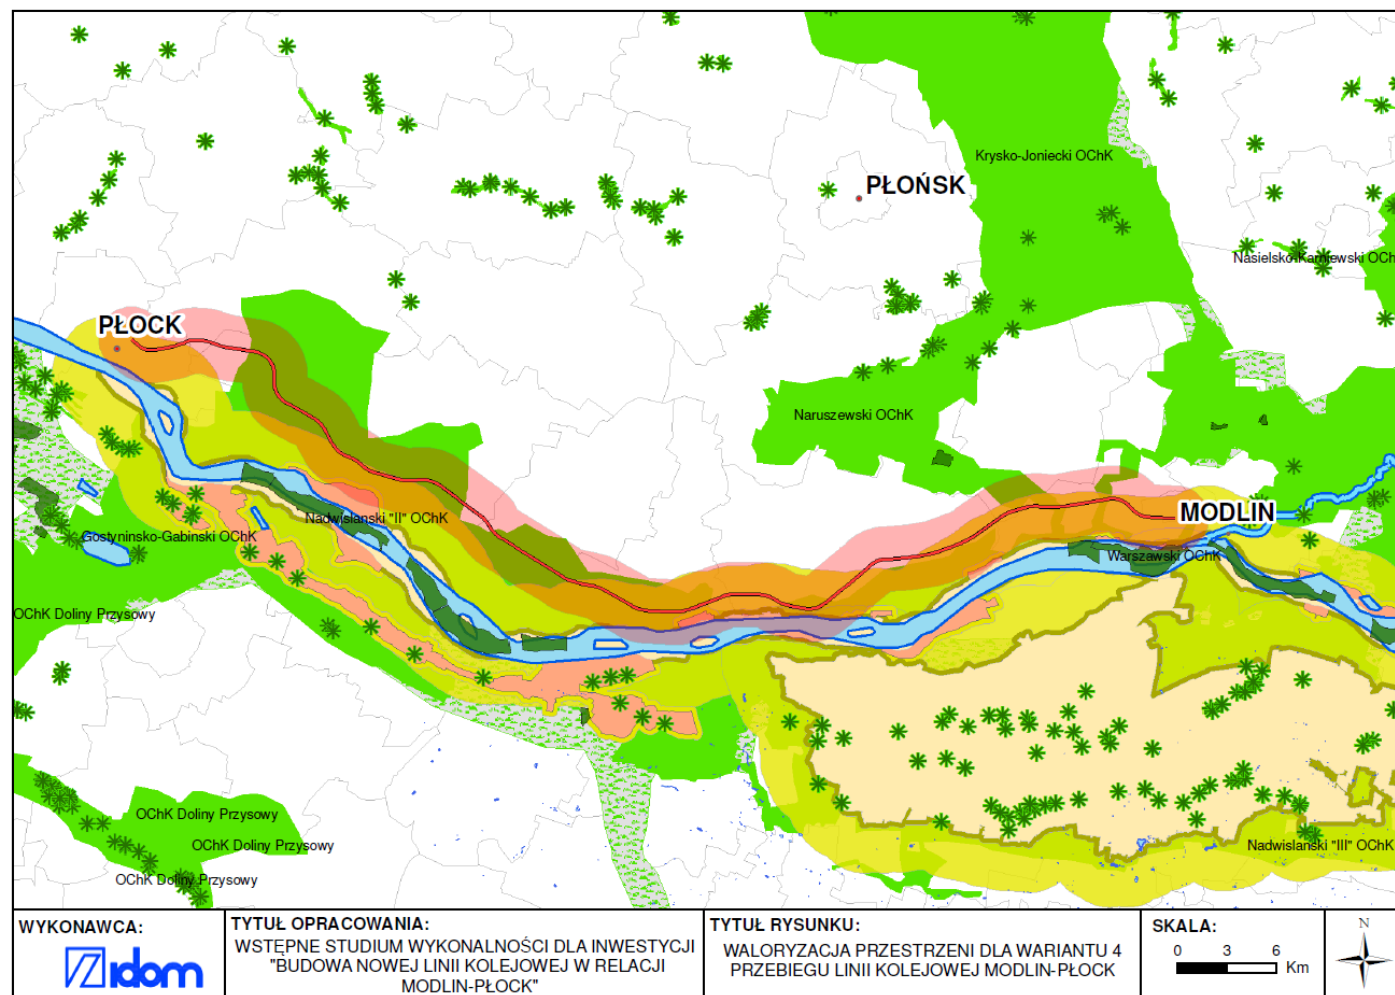 Krysko-Joniecki OChK
PŁOŃSK
Nasielsko-Karniewski OCh
PŁOCK
Naruszewski OChK
MODLIN
Nadwislanski "II" OChK
Gostyninsko-Gabinski OChK
Warszawski OChK
OChK Doliny Przysowy
OChK Doliny Przysowy
OChK Doliny Przysowy
Nadwislanski "III" OChK
OChK Doliny Przysowy
WYKONAWCA:
idom
TYTUŁ OPRACOWANIA:
WSTĘPNE STUDIUM WYKONALNOŚCI DLA INWESTYCJI
"BUDOWA NOWEJ LINII KOLEJOWEJ W RELACJI
MODLIN-PŁOCK"
TYTUŁ RYSUNKU:
WALORYZACJA PRZESTRZENI DLA WARIANTU 4
PRZEBIEGU LINII KOLEJOWEJ MODLIN-PŁOCK
SKALA:
0 3 6
Km
N